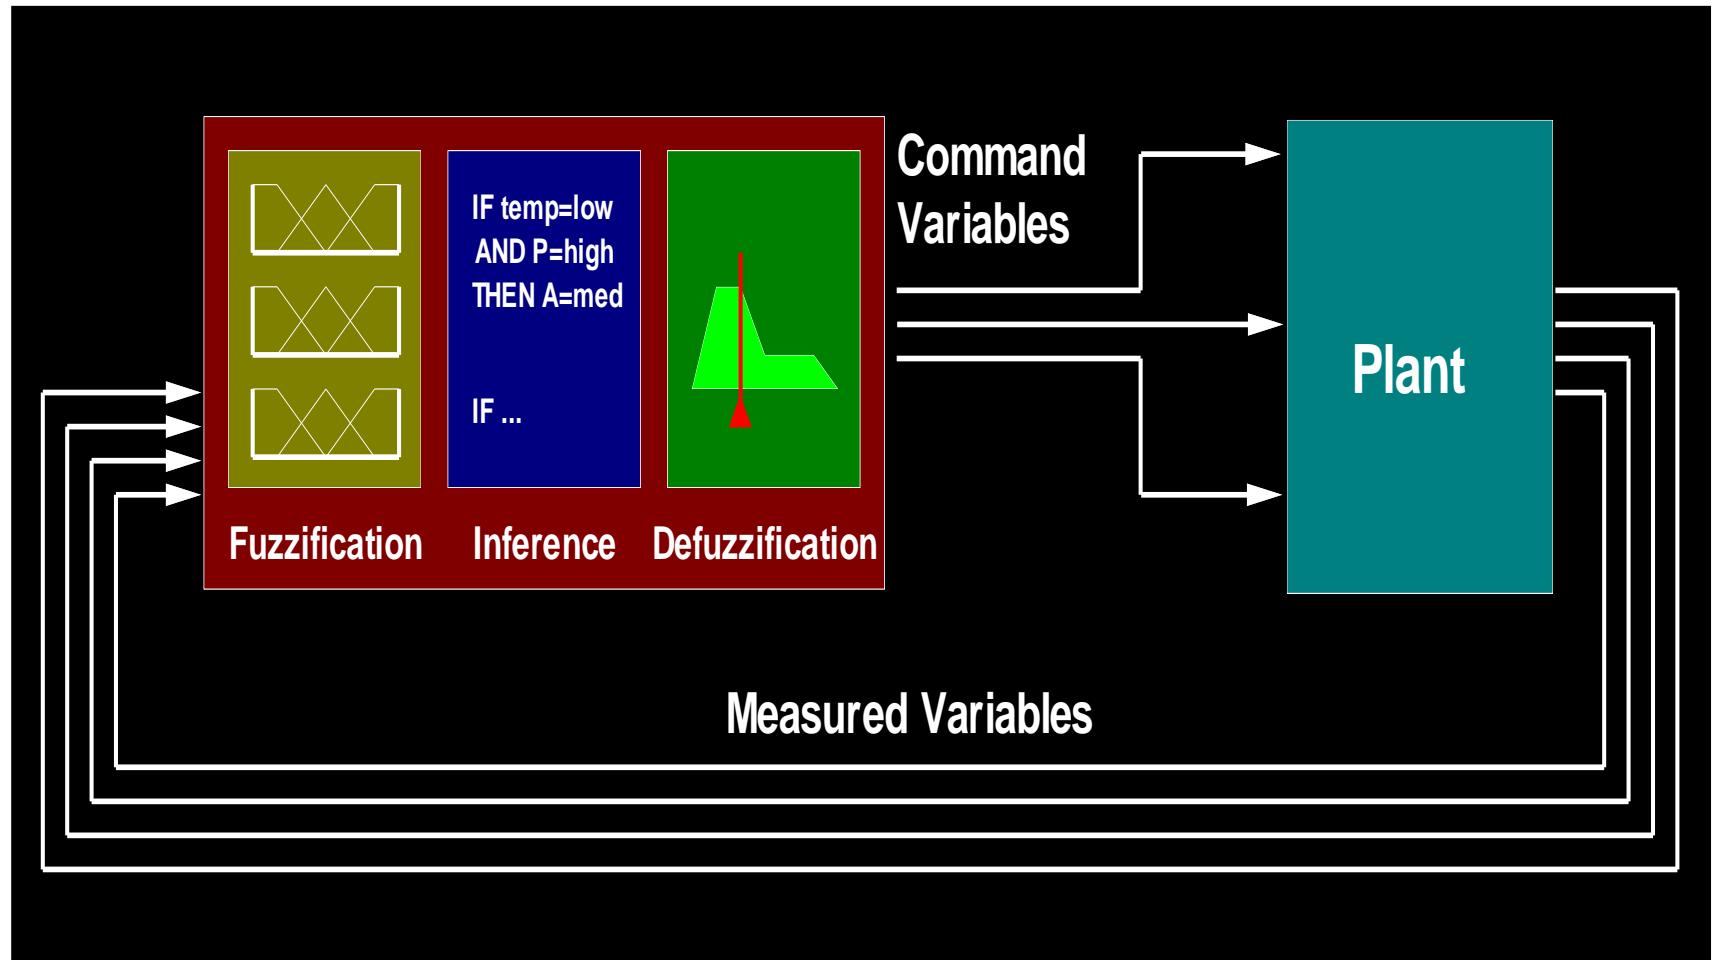 IF temp=low
AND P=high
THEN A=med
IF ...
Fuzzification
Inference
Defuzzification
Command
Variables
Plant
Measured Variables